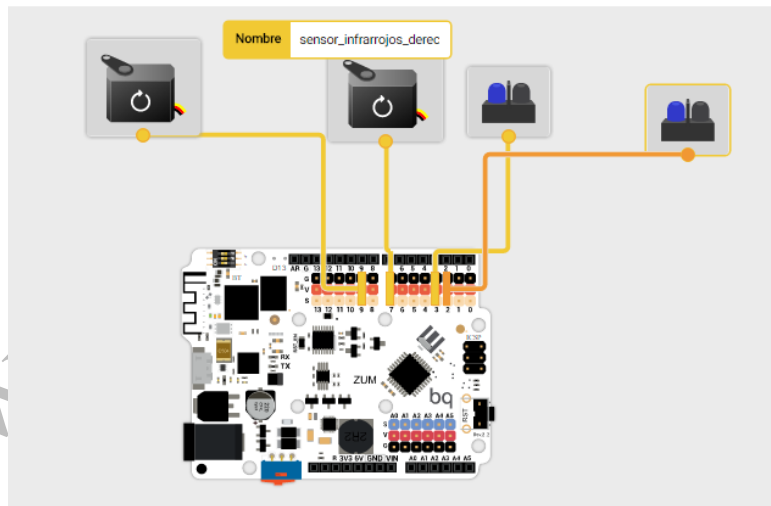 Nombre sensor_infrarrojos_derec
D13 AR G 13 12 11 10 9 8 6 5 4 2 1 0
G G
V V
S S
13 12 11 10 9 8 7 6 5 4 3 2 1 0
RX
TX
ZUM
bq
RST
A0 A1 A2 A3 A4 A5
S
V
G
2R2
R 3V3 5V GND VIN A0 A1 A2 A3 A4 A5